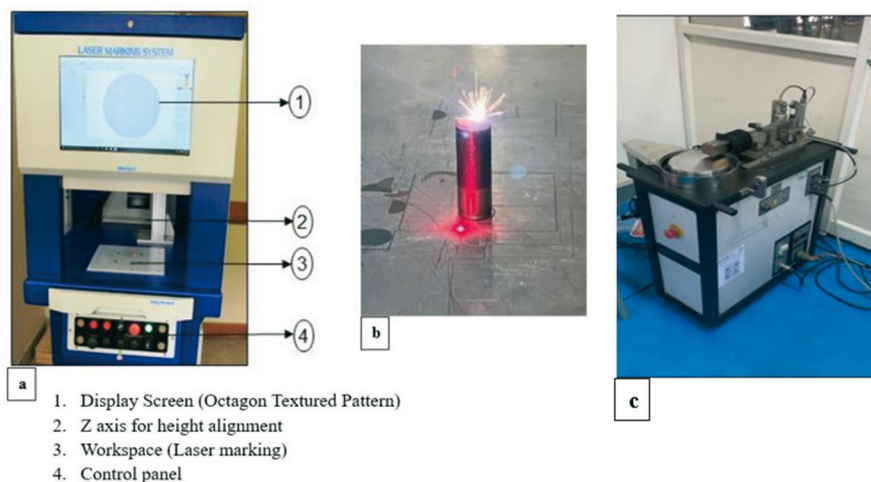 LASER MARKING SYSTEM
1
2
3
4
a
b
c
1. Display Screen (Octagon Textured Pattern)
2. Z axis for height alignment
3. Workspace (Laser marking)
4. Control panel